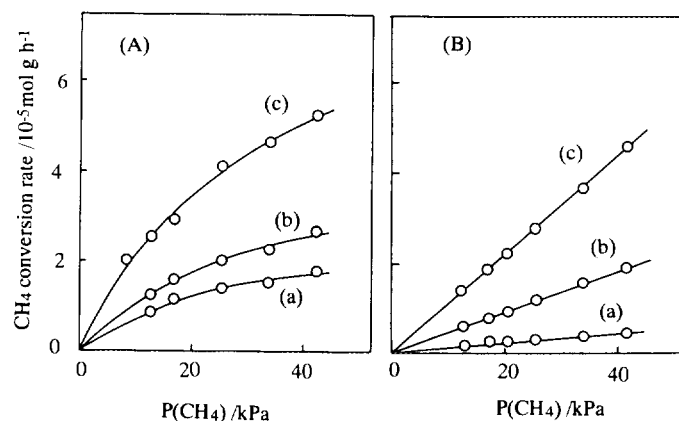 (A)
(B)
CH₄ conversion rate /10⁻⁵mol g h⁻¹
6
4
2
0
(c)
(b)
(a)
(c)
(b)
(a)
0
20
40
0
20
40
P(CH₄) /kPa
P(CH₄) /kPa